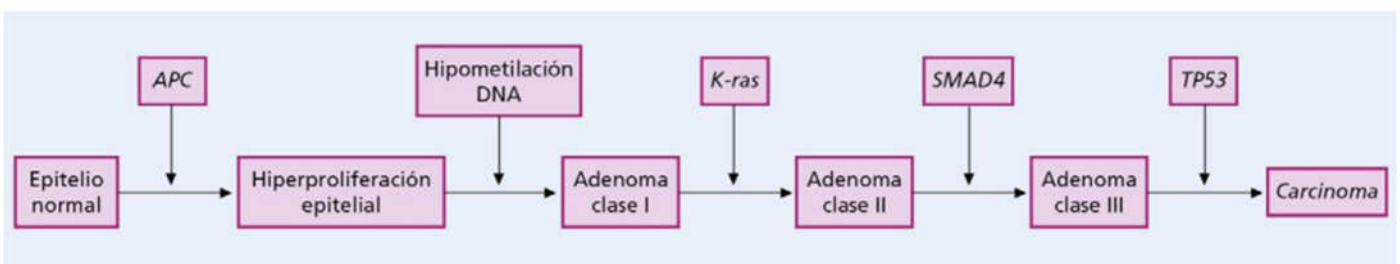 APC
Hipometilación
DNA
K-ras
SMAD4
TP53
Epitelio
normal
Hiperproliferación
epitelial
Adenoma
clase I
Adenoma
clase II
Adenoma
clase III
Carcinoma